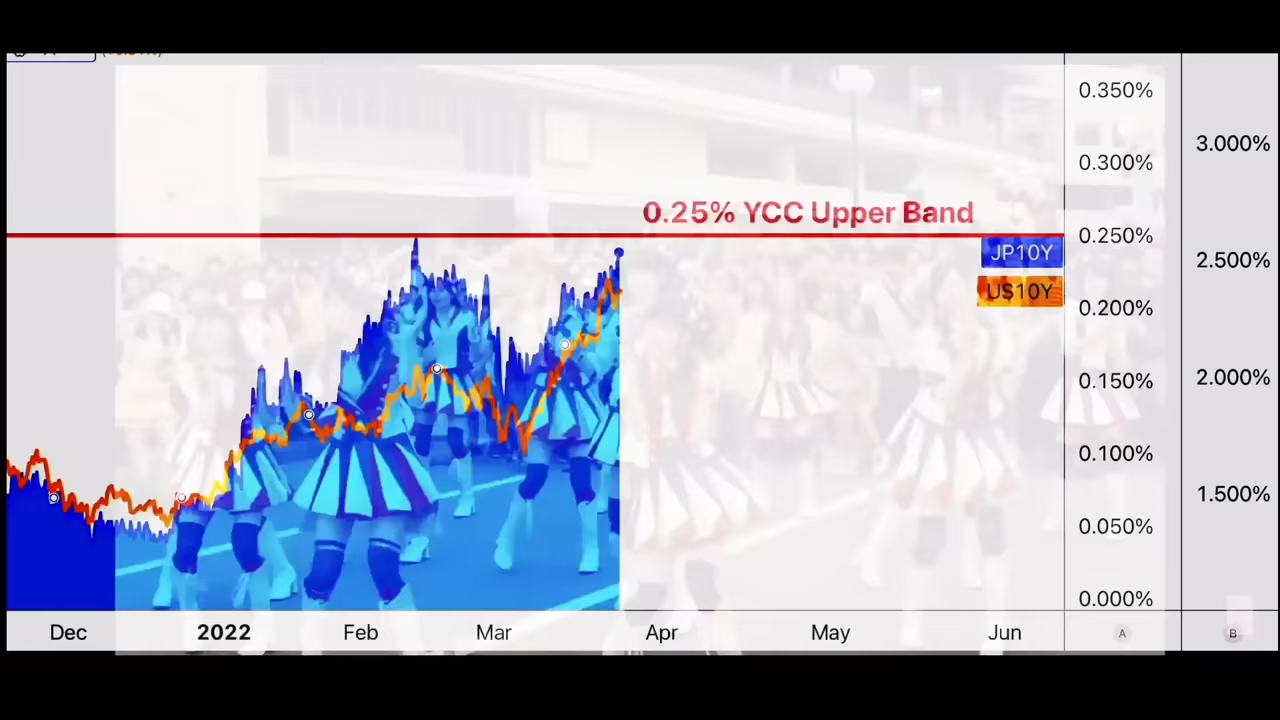 0.25% YCC Upper Band
JP10Y
US10Y
0.350%
0.300%
0.250%
0.200%
0.150%
0.100%
0.050%
0.000%
3.000%
2.500%
2.000%
1.500%
Dec 2022 Feb Mar Apr May Jun
A
B